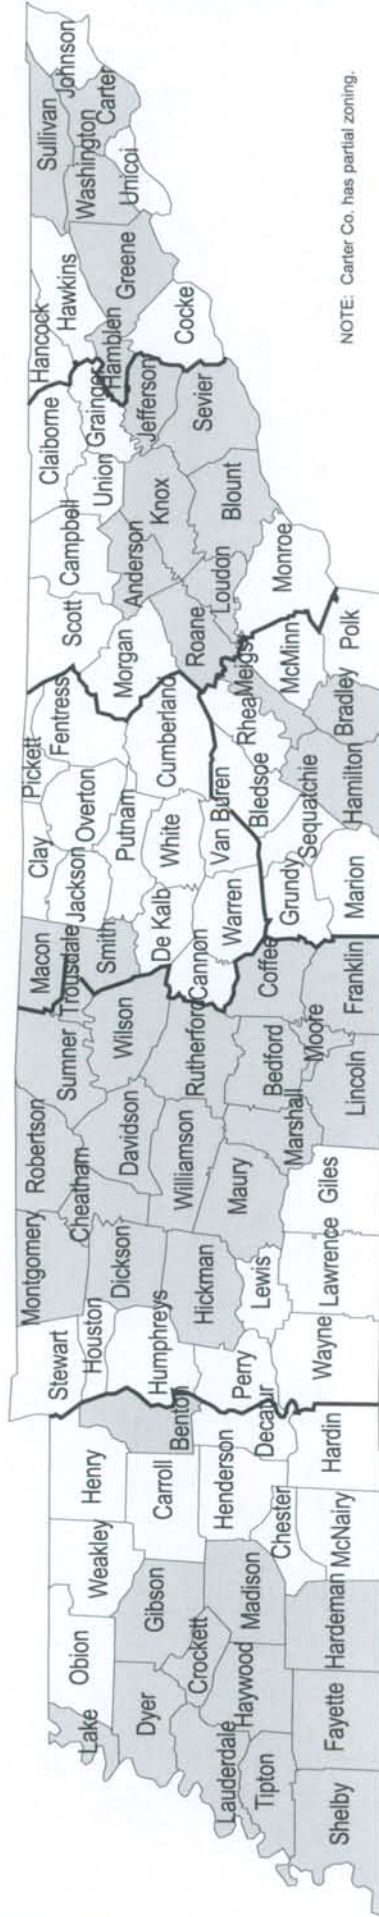 Lake
Obion
Weakley
Henry
Stewart
Montgomery
Robertson
Sumner
Macon
Clay
Pickett
Fentress
Scott
Campbell
Claiborne
Hancock
Hawkins
Sullivan
Johnson
Dyer
Gibson
Carroll
Benton
Houston
Humphreys
Dickson
Cheatham
Davidson
Wilson
Trousdale
Smith
Jackson
Overton
Putnam
Morgan
Anderson
Union
Grainger
Hamblen
Greene
Washington
Carter
Unicoi
Lauderdale
Crockett
Haywood
Madison
Henderson
Decatur
Perry
Hickman
Williamson
Rutherford
Cannon
De Kalb
White
Cumberland
Roane
Loudon
Knox
Jefferson
Cocke
Tipton
Chester
Lewis
Maury
Marshall
Bedford
Coffee
Warren
Van Buren
Bledsoe
Rhea
Meigs
McMinn
Monroe
Blount
Sevier
Shelby
Fayette
Hardeman
McNairy
Hardin
Wayne
Lawrence
Giles
Lincoln
Moore
Franklin
Grundy
Marion
Sequatchie
Hamilton
Bradley
Polk
NOTE: Carter Co. has partial zoning.